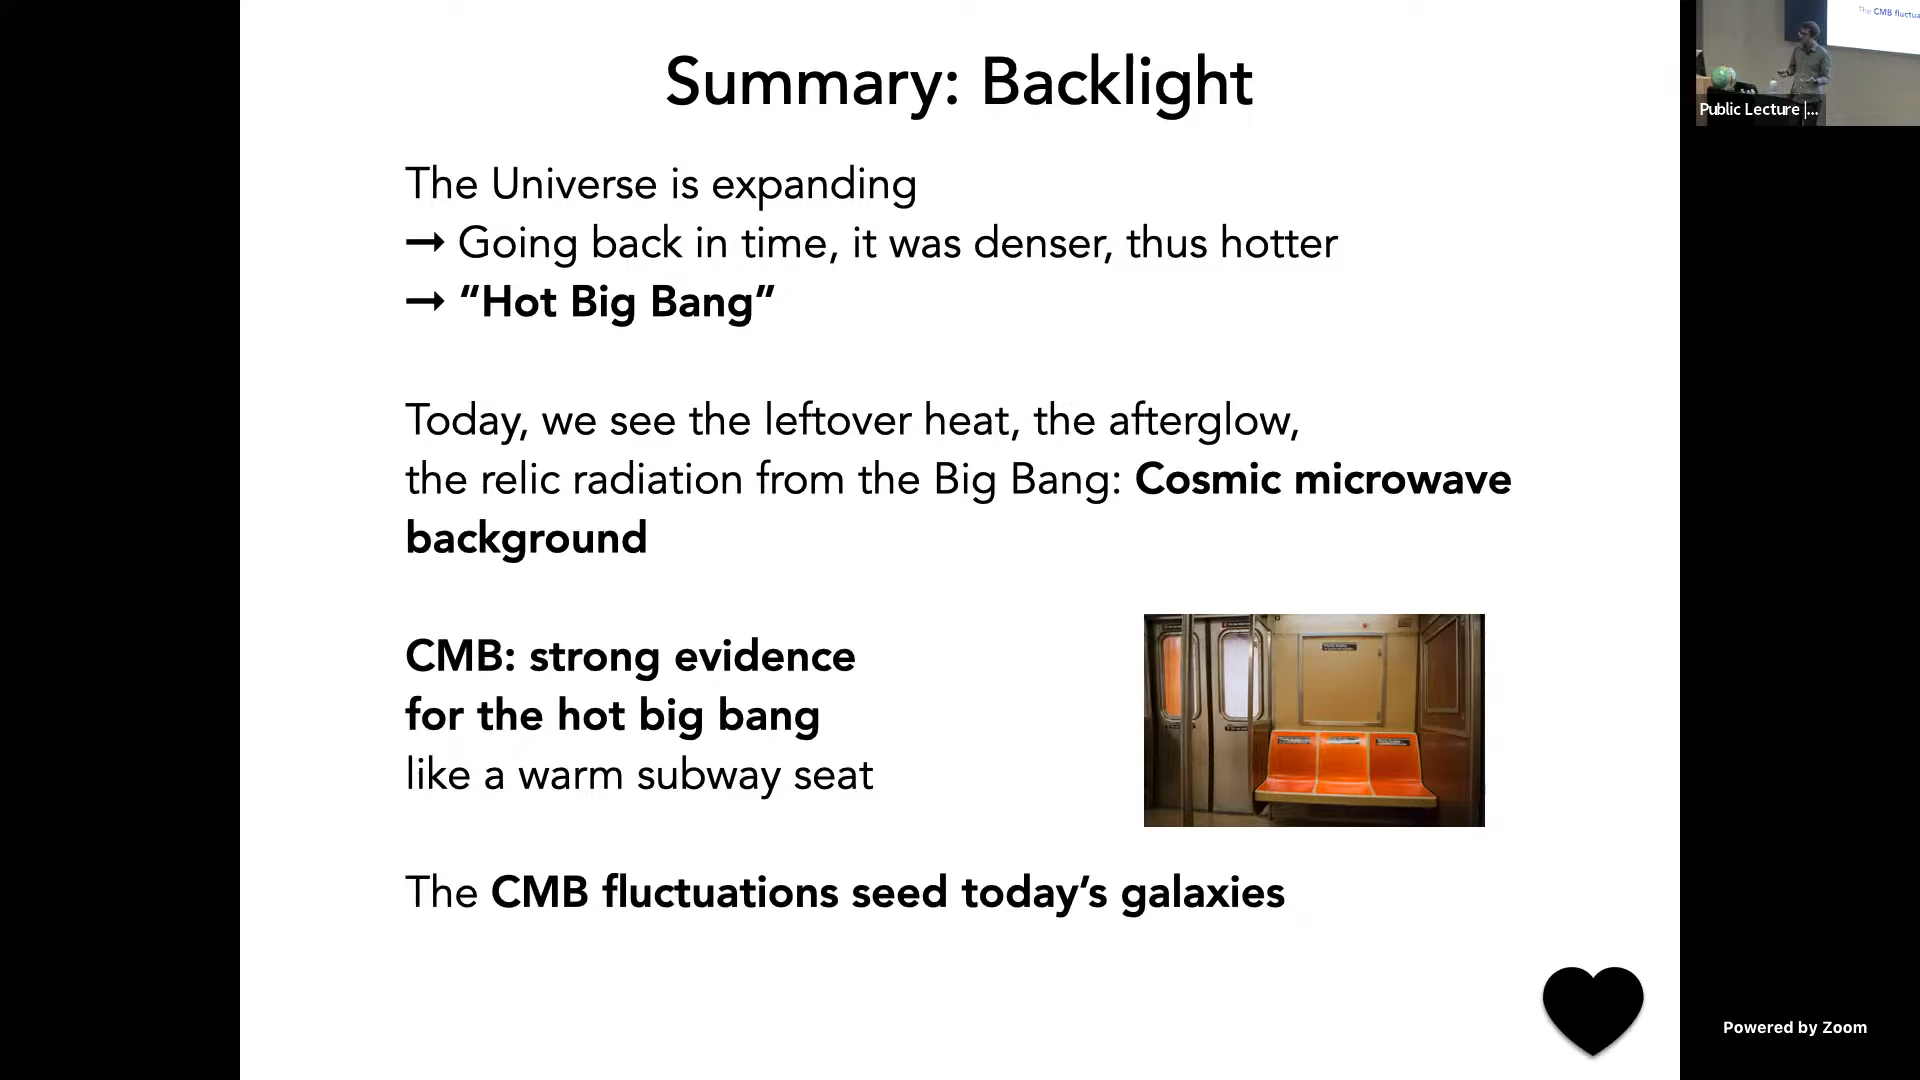 Summary: Backlight
The Universe is expanding
→ Going back in time, it was denser, thus hotter
→ “Hot Big Bang”
Today, we see the leftover heat, the afterglow,
the relic radiation from the Big Bang: Cosmic microwave
background
CMB: strong evidence
for the hot big bang
like a warm subway seat
The CMB fluctuations seed today’s galaxies
The CMB fluctua
Public Lecture |...
Powered by Zoom